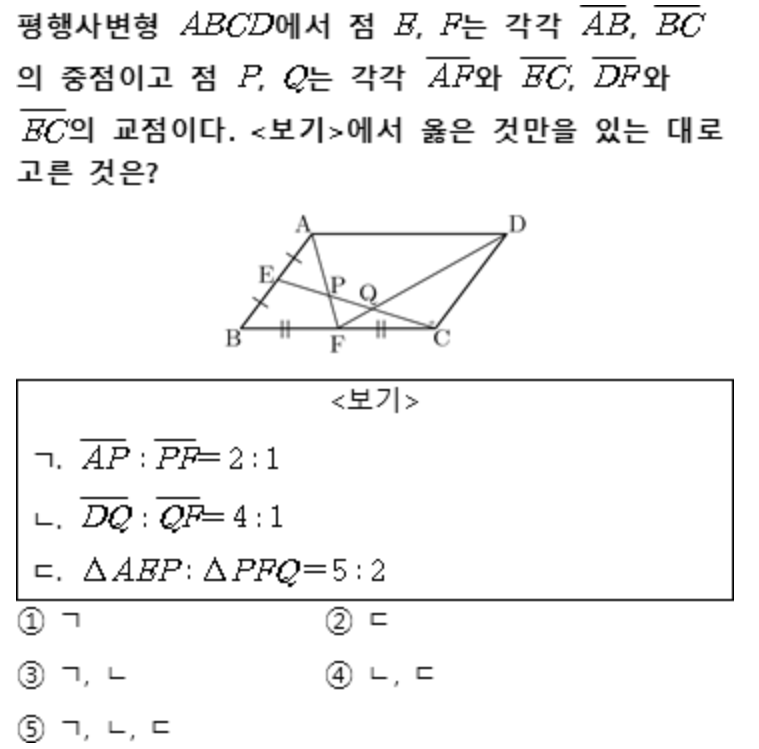 평행사변형 ABCD에서 점 E, F는 각각 AB, BC
의 중점이고 점 P, Q는 각각 AF와 EC, DF와
EC의 교점이다. <보기>에서 옳은 것만을 있는 대로
고른 것은?
A D
E P Q
B F C
<보기>
ㄱ. AP : PF = 2 : 1
ㄴ. DQ : QF = 4 : 1
ㄷ. △AEP : △PFQ = 5 : 2
① ㄱ ② ㄷ
③ ㄱ, ㄴ ④ ㄴ, ㄷ
⑤ ㄱ, ㄴ, ㄷ